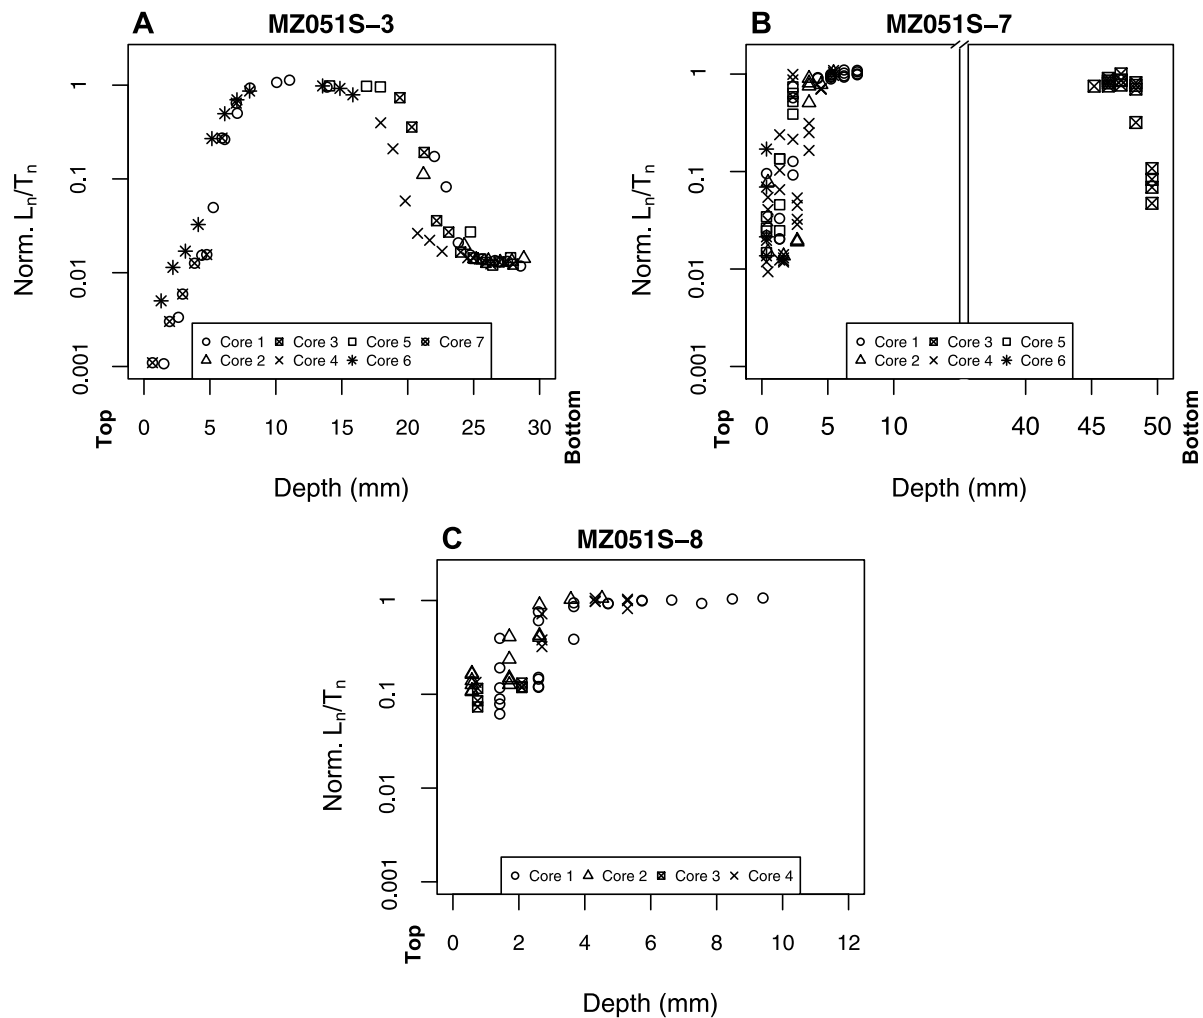 A MZ051S–3
Norm. Ln/Tn
1
0.1
0.01
0.001
Core 1 Core 3 Core 5 Core 7
Core 2 Core 4 Core 6
Top 0 5 10 15 20 25 30 Bottom
Depth (mm)
B MZ051S–7
Norm. Ln/Tn
1
0.1
0.01
0.001
Core 1 Core 3 Core 5
Core 2 Core 4 Core 6
Top 0 5 10 40 45 50 Bottom
Depth (mm)
C MZ051S–8
Norm. Ln/Tn
1
0.1
0.01
0.001
Core 1 Core 2 Core 3 Core 4
Top 0 2 4 6 8 10 12
Depth (mm)